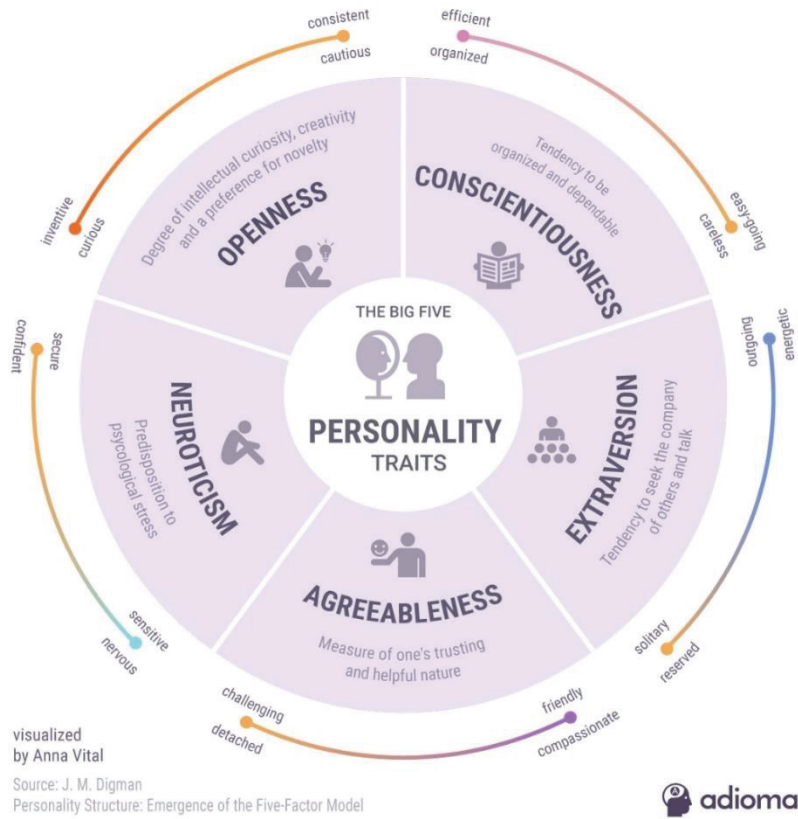 consistent
cautious
inventive
curious
Degree of intellectual curiosity, creativity
and a preference for novelty
OPENNESS
efficient
organized
easy-going
careless
Tendency to be
organized and dependable
CONSCIENTIOUSNESS
THE BIG FIVE
PERSONALITY
TRAITS
secure
confident
sensitive
nervous
NEUROTICISM
Predisposition to
psycological stress
energetic
outgoing
solitary
reserved
EXTRAVERSION
Tendency to seek the company
of others and talk
AGREEABLENESS
Measure of one's trusting
and helpful nature
challenging
detached
friendly
compassionate
visualized
by Anna Vital
Source: J. M. Digman
Personality Structure: Emergence of the Five-Factor Model
adioma